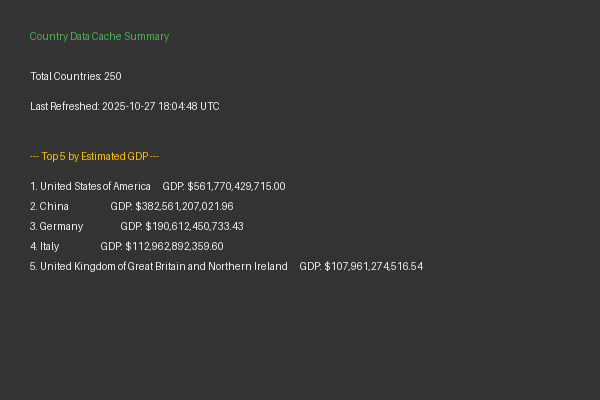 Country Data Cache Summary
Total Countries: 250
Last Refreshed: 2025-10-27 18:04:48 UTC
--- Top 5 by Estimated GDP ---
1. United States of America GDP: $561,770,429,715.00
2. China GDP: $382,561,207,021.96
3. Germany GDP: $190,612,450,733.43
4. Italy GDP: $112,962,892,359.60
5. United Kingdom of Great Britain and Northern Ireland GDP: $107,961,274,516.54